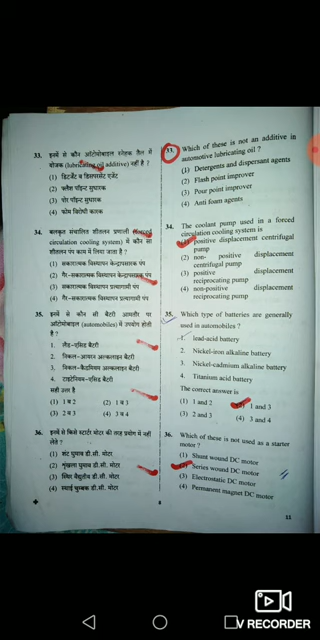 33. इनमें से कौन ऑटोमोबाइल स्नेहक तैल में
योजक (lubricating oil additive) नहीं है ?
(1) डिटर्जेंट व डिसपरसेंट एजेंट
(2) फ्लैश पॉइन्ट सुधारक
(3) पोर पॉइन्ट सुधारक
(4) फोम विरोधी कारक
34. बलकृत संचालित शीतलन प्रणाली (forced
circulation cooling system) में कौन सा
शीतलन पंप काम में लिया जाता है ?
(1) सकारात्मक विस्थापन केन्द्रापसारक पंप
(2) गैर-सकारात्मक विस्थापन केन्द्रापसारक पंप
(3) सकारात्मक विस्थापन प्रत्यागामी पंप
(4) गैर-सकारात्मक विस्थापन प्रत्यागामी पंप
35. इनमें से कौन सी बैटरी आमतौर पर
ऑटोमोबाइल (automobiles) में उपयोग होती
है ?
1. लैड-एसिड बैटरी
2. निकल-आयरन अल्कलाइन बैटरी
3. निकल-कैडमियम अल्कलाइन बैटरी
4. टाइटेनियम-एसिड बैटरी
सही उत्तर है
(1) 1 व 2 (2) 1 व 3
(3) 2 व 3 (4) 3 व 4
36. इनमें से किसे स्टार्टर मोटर की तरह प्रयोग में नहीं
लेते ?
(1) शंट घुमाव डी.सी. मोटर
(2) शृंखला घुमाव डी.सी. मोटर
(3) स्थिर वैद्युतीय डी.सी. मोटर
(4) स्थाई चुम्बक डी.सी. मोटर
33. Which of these is not an additive in
automotive lubricating oil ?
(1) Detergents and dispersant agents
(2) Flash point improver
(3) Pour point improver
(4) Anti foam agents
34. The coolant pump used in a forced
circulation cooling system is
positive displacement centrifugal
pump
(2) non- positive displacement
centrifugal pump
(3) positive displacement
reciprocating pump
(4) non-positive displacement
reciprocating pump
35. Which type of batteries are generally
used in automobiles ?
1. lead-acid battery
2. Nickel-iron alkaline battery
3. Nickel-cadmium alkaline battery
4. Titanium acid battery
The correct answer is
(1) 1 and 2 1 and 3
(3) 2 and 3 (4) 3 and 4
36. Which of these is not used as a starter
motor ?
(1) Shunt wound DC motor
Series wound DC motor
(3) Electrostatic DC motor
(4) Permanent magnet DC motor
11
V RECORDER